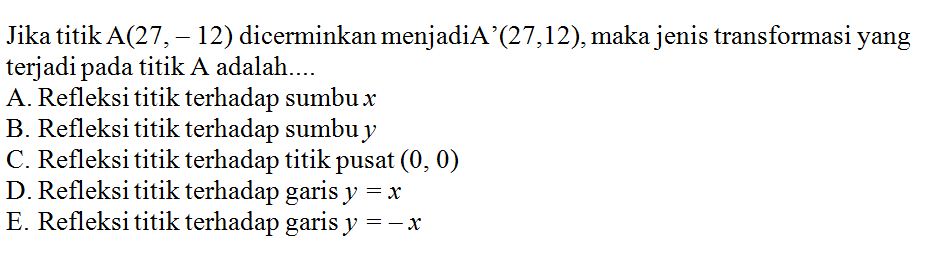 Jika titik A(27, – 12) dicerminkan menjadiA’(27,12), maka jenis transformasi yang
terjadi pada titik A adalah....
A. Refleksi titik terhadap sumbu x
B. Refleksi titik terhadap sumbu y
C. Refleksi titik terhadap titik pusat (0, 0)
D. Refleksi titik terhadap garis y = x
E. Refleksi titik terhadap garis y = – x